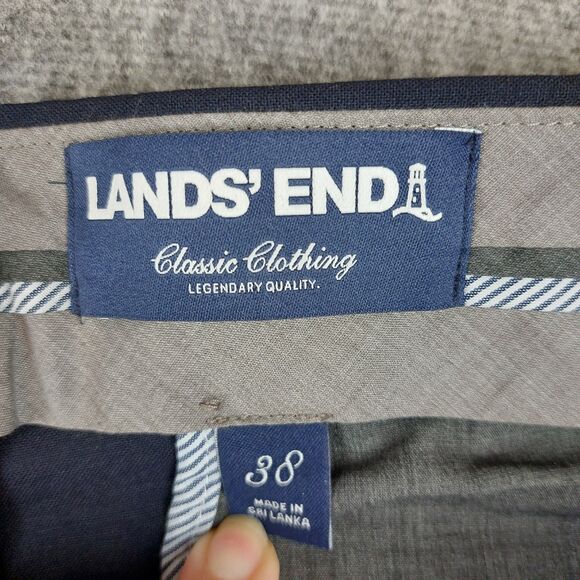 LANDS' END
Classic Clothing
LEGENDARY QUALITY.
38
MADE IN
SRI LANKA